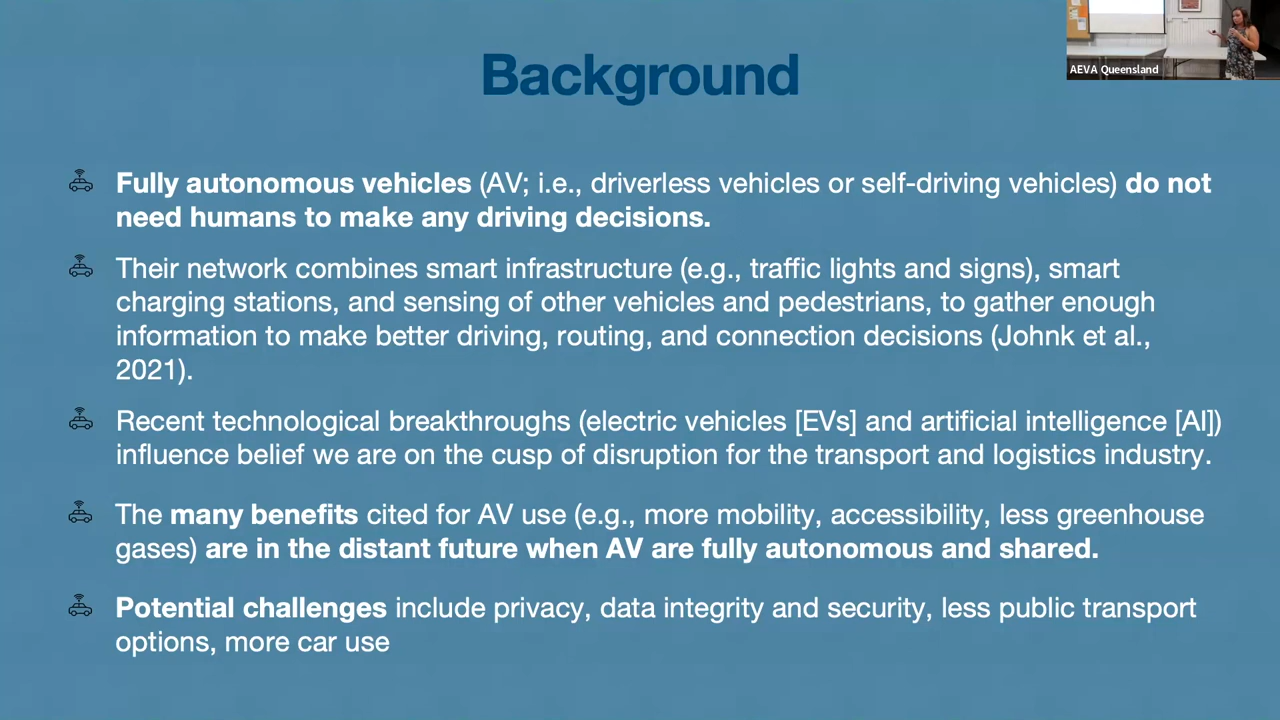 Background
AEVA Queensland
Fully autonomous vehicles (AV; i.e., driverless vehicles or self-driving vehicles) do not
need humans to make any driving decisions.
Their network combines smart infrastructure (e.g., traffic lights and signs), smart
charging stations, and sensing of other vehicles and pedestrians, to gather enough
information to make better driving, routing, and connection decisions (Johnk et al.,
2021).
Recent technological breakthroughs (electric vehicles [EVs] and artificial intelligence [AI])
influence belief we are on the cusp of disruption for the transport and logistics industry.
The many benefits cited for AV use (e.g., more mobility, accessibility, less greenhouse
gases) are in the distant future when AV are fully autonomous and shared.
Potential challenges include privacy, data integrity and security, less public transport
options, more car use